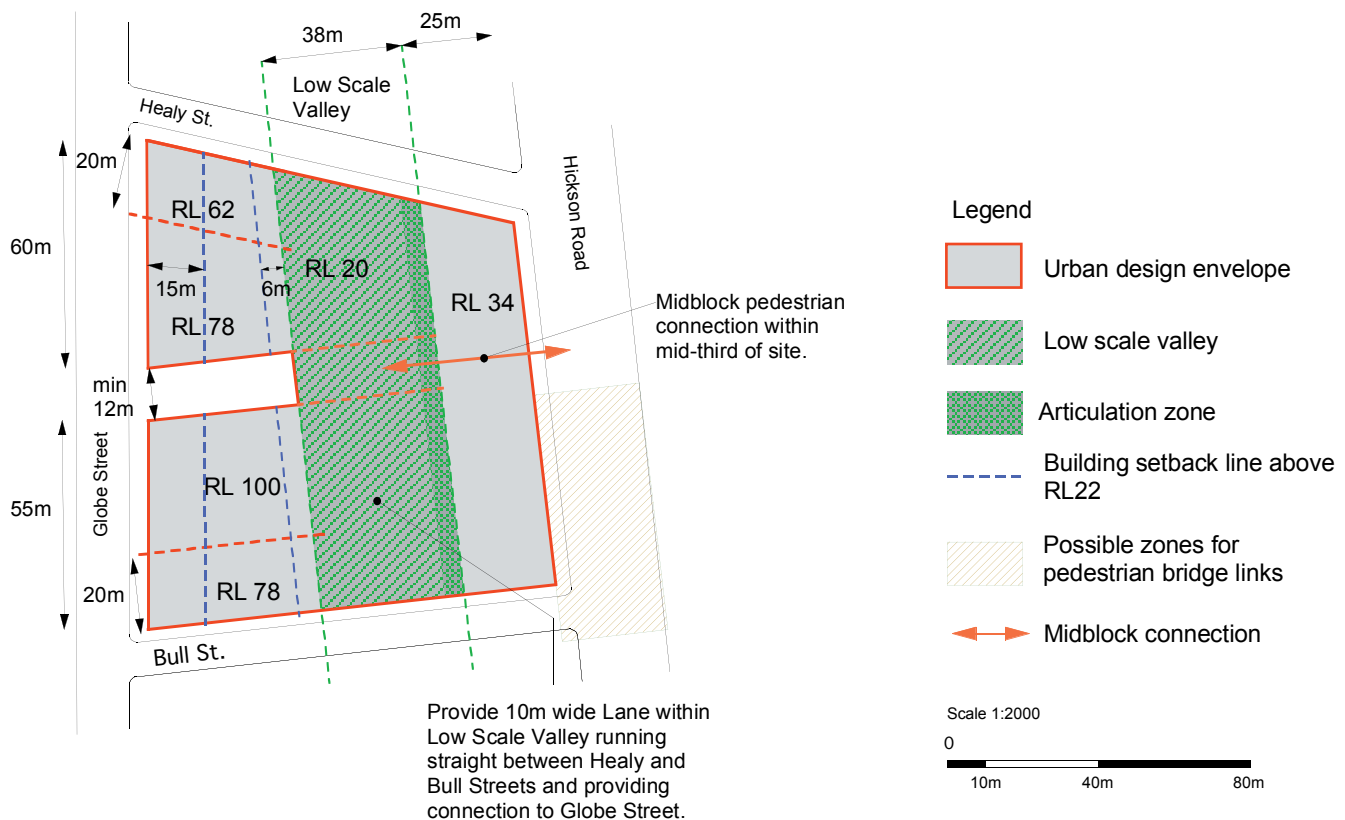 25m
38m
Low Scale
Valley
Healy St.
20m
Hickson Road
RL 62
60m
RL 20
15m
6m
RL 34
RL 78
Midblock pedestrian
connection within
mid-third of site.
min
12m
Globe Street
RL 100
55m
20m
RL 78
Bull St.
Provide 10m wide Lane within
Low Scale Valley running
straight between Healy and
Bull Streets and providing
connection to Globe Street.
Legend
Urban design envelope
Low scale valley
Articulation zone
Building setback line above
RL22
Possible zones for
pedestrian bridge links
Midblock connection
Scale 1:2000
0
10m 40m 80m